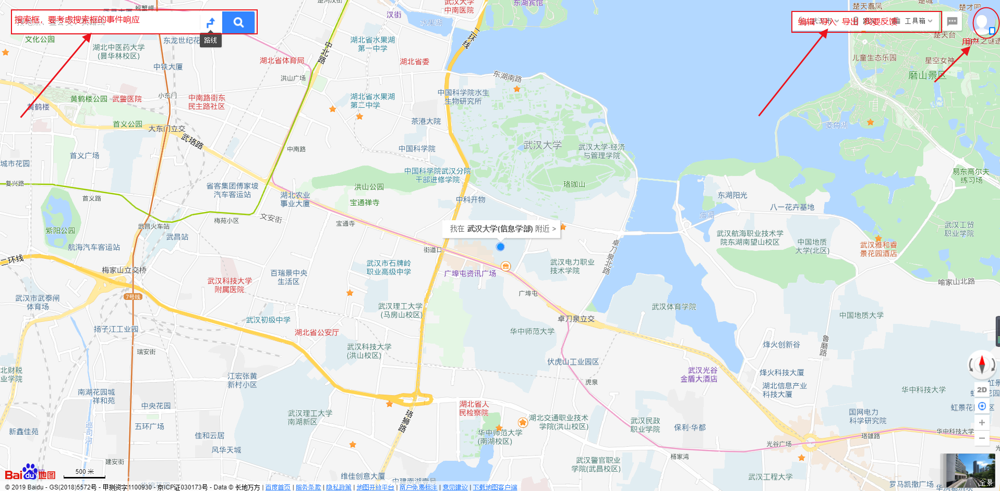 楚河汉街
汉街
武汉大学
中南医院
东湖宾馆
水果湖
二环线
楚天嘉凤
楚城
楚才园
搜索框，要考虑搜索框的事件响应
路线
编辑 导入 导出 我要反馈
工具箱
用户
楚天台
自然之谜
儿童生态乐园
星空女神
磨山景区
文化公园
东龙世纪花
湖北中医药大学
(昙华林校区)
中铁大厦
湖北省体育局
洪山广场
中北路
湖北省水果湖
第一中学
湖北省委
东湖南路
中国科学院水生
生物研究所
湖北省水果湖
第二中学
茶港大院
黄鹤楼公园
武警医院
小东门
中南路街东
民主路社区
黄鹤楼
首义公园
大东门立交
武珞路
中南路
中国科学院
武汉大学
武汉大学-经济
与管理学院
菱角湖
首义广场
城市花园
复兴路
首义路
省客集团傅家坡
汽车客运站
湖北农业
事业大厦
洪山公园
宝通禅寺
中国科学院武汉分院
干部进修学院
珞珈山
中科开物
易东高尔夫
练习场
东湖阳光
八一花卉基地
庙湖
紫阳公园
武昌火车站
武昌站
梅苑小区
文安街
宝通寺
航海汽车客运站
我在 武汉大学(信息学部) 附近 >
街道口
卓刀泉北路
武汉航海职业技术
学院东湖南望山校区
中国地质
大学(北区)
武汉雅和睿
景花园酒店
武汉工贸
职业学院
二环线
梅家山立交桥
7号线
百瑞景中央
生活区
武汉科技大学
附属医院
武汉市石牌岭
职业高级中学
广埠屯资讯广场
武汉电力职业
技术学院
广埠屯
喻家山北路
武汉市武泰闸
体育场
武汉理工大学
(马房山校区)
武汉初级中学
湖北省公安厅
卓刀泉立交
武汉体育学院
中国地质大学
扬子江工业园
瑞安街
武汉科技大学
(洪山校区)
华中师范大学
伏虎山工业园区
虎泉
鲁磨路
烽火创新谷
武汉光谷
金盾大酒店
烽火科技大厦
湖北信息产业
科技大厦
华中科技大学
2D
北财税
业学院
江宏张黄
新村小区
南湖花园城
祥和苑
中央花园
武汉理工大学
南湖新区
湖北省人
民检察院
珞狮路
湖北交通职业技术
学院(洪山校区)
武汉民政
职业学院
保利·华都
国网电力
科学研究院
珞雄路
华中科技大学
新鑫佳苑
巡司河
五环广场
佳和云居
风华天城
华中师范大学
(南湖校区)
光谷广场
杨家湾
建安街
武汉警官职业
学院(武昌校区)
武汉工程大学
罗马凯撒广场
维佳创意大厦
中建南湖壹号
全景
Bai du 地图
500 米
© 2019 Baidu - GS(2018)5572号 - 甲测资字1100930 - 京ICP证030173号 - Data © 长地万方 | 百度首页 | 服务条款 | 隐私政策 | 地图开放平台 | 商户免费标注 | 意见建议 | 下载地图客户端